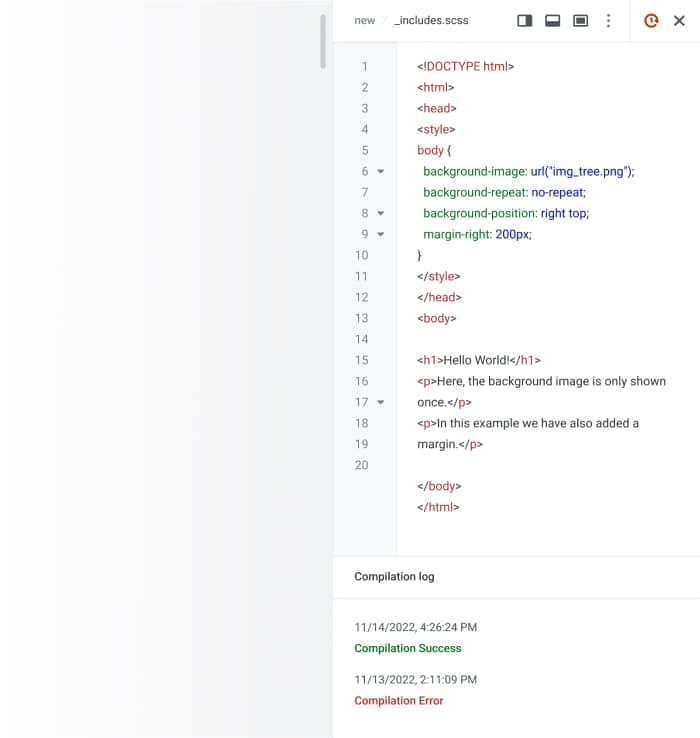 new / _includes.scss
1 <!DOCTYPE html>
2 <html>
3 <head>
4 <style>
5 body {
6 background-image: url("img_tree.png");
7 background-repeat: no-repeat;
8 background-position: right top;
9 margin-right: 200px;
10 }
11 </style>
12 </head>
13 <body>
14
15 <h1>Hello World!</h1>
16 <p>Here, the background image is only shown
17 once.</p>
18 <p>In this example we have also added a
19 margin.</p>
20
</body>
</html>
Compilation log
11/14/2022, 4:26:24 PM
Compilation Success
11/13/2022, 2:11:09 PM
Compilation Error